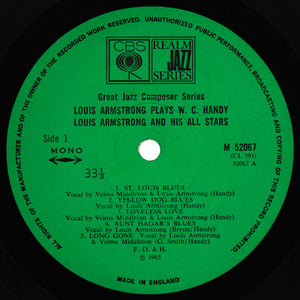 ALL RIGHTS OF THE MANUFACTURER AND OF THE OWNER OF THE RECORDED WORK RESERVED. UNAUTHORISED PUBLIC PERFORMANCE, BROADCASTING AND COPYING OF THIS RECORD PROHIBITED.
CBS
REALM
JAZZ
SERIES
Great Jazz Composer Series
LOUIS ARMSTRONG PLAYS W. C. HANDY
LOUIS ARMSTRONG AND HIS ALL STARS
Side 1
M 52067
MONO
(CL 591)
52067 A
33⅓
1. ST. LOUIS BLUES
Vocal by Velma Middleton & Louis Armstrong (Handy)
2. YELLOW DOG BLUES
Vocal by Louis Armstrong (Handy)
3. LOVELESS LOVE
Vocal by Velma Middleton & Louis Armstrong (Handy)
4. AUNT HAGAR'S BLUES
Vocal by Louis Armstrong (Brymn/Handy)
5. LONG GONE Vocal by Louis Armstrong
& Velma Middleton (G. Smith/Handy)
F. D. & H.
℗ 1965
MADE IN ENGLAND